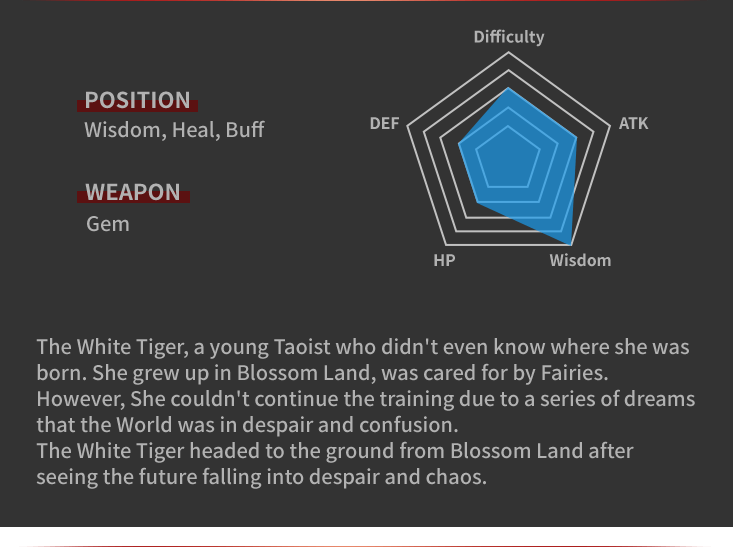 Difficulty
POSITION
DEF
ATK
Wisdom, Heal, Buff
WEAPON
Gem
HP
Wisdom
The White Tiger, a young Taoist who didn't even know where she was
born. She grew up in Blossom Land, was cared for by Fairies.
However, She couldn't continue the training due to a series of dreams
that the World was in despair and confusion.
The White Tiger headed to the ground from Blossom Land after
seeing the future falling into despair and chaos.